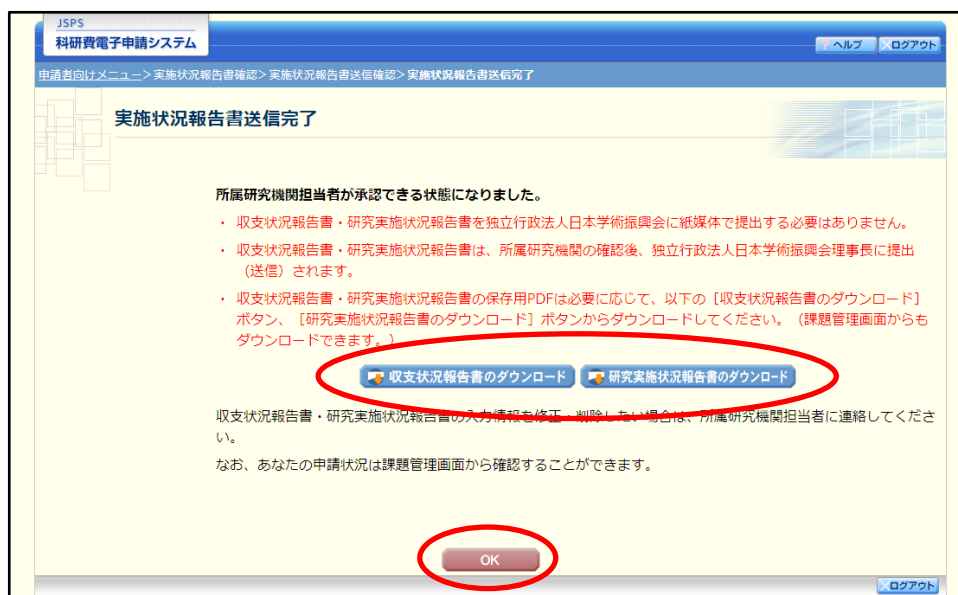 JSPS
科研費電子申請システム
? ヘルプ
ログアウト
申請者向けメニュー>実施状況報告書確認>実施状況報告書送信確認>実施状況報告書送信完了
実施状況報告書送信完了
所属研究機関担当者が承認できる状態になりました。
・ 収支状況報告書・研究実施状況報告書を独立行政法人日本学術振興会に紙媒体で提出する必要はありません。
・ 収支状況報告書・研究実施状況報告書は、所属研究機関の確認後、独立行政法人日本学術振興会理事長に提出
（送信）されます。
・ 収支状況報告書・研究実施状況報告書の保存用PDFは必要に応じて、以下の［収支状況報告書のダウンロード］
ボタン、［研究実施状況報告書のダウンロード］ボタンからダウンロードしてください。（課題管理画面からも
ダウンロードできます。）
収支状況報告書のダウンロード
研究実施状況報告書のダウンロード
収支状況報告書・研究実施状況報告書の入力情報を修正・削除したい場合は、所属研究機関担当者に連絡してくださ
い。
なお、あなたの申請状況は課題管理画面から確認することができます。
OK
ログアウト